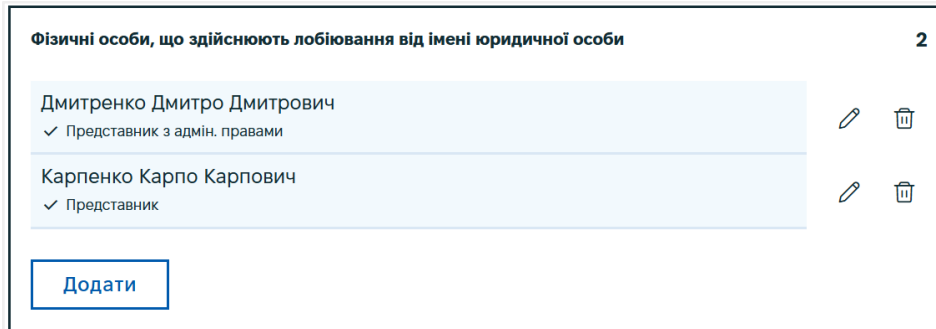 Фізичні особи, що здійснюють лобіювання від імені юридичної особи 2
Дмитренко Дмитро Дмитрович
Представник з адмін. правами
Карпенко Карпо Карпович
Представник
Додати